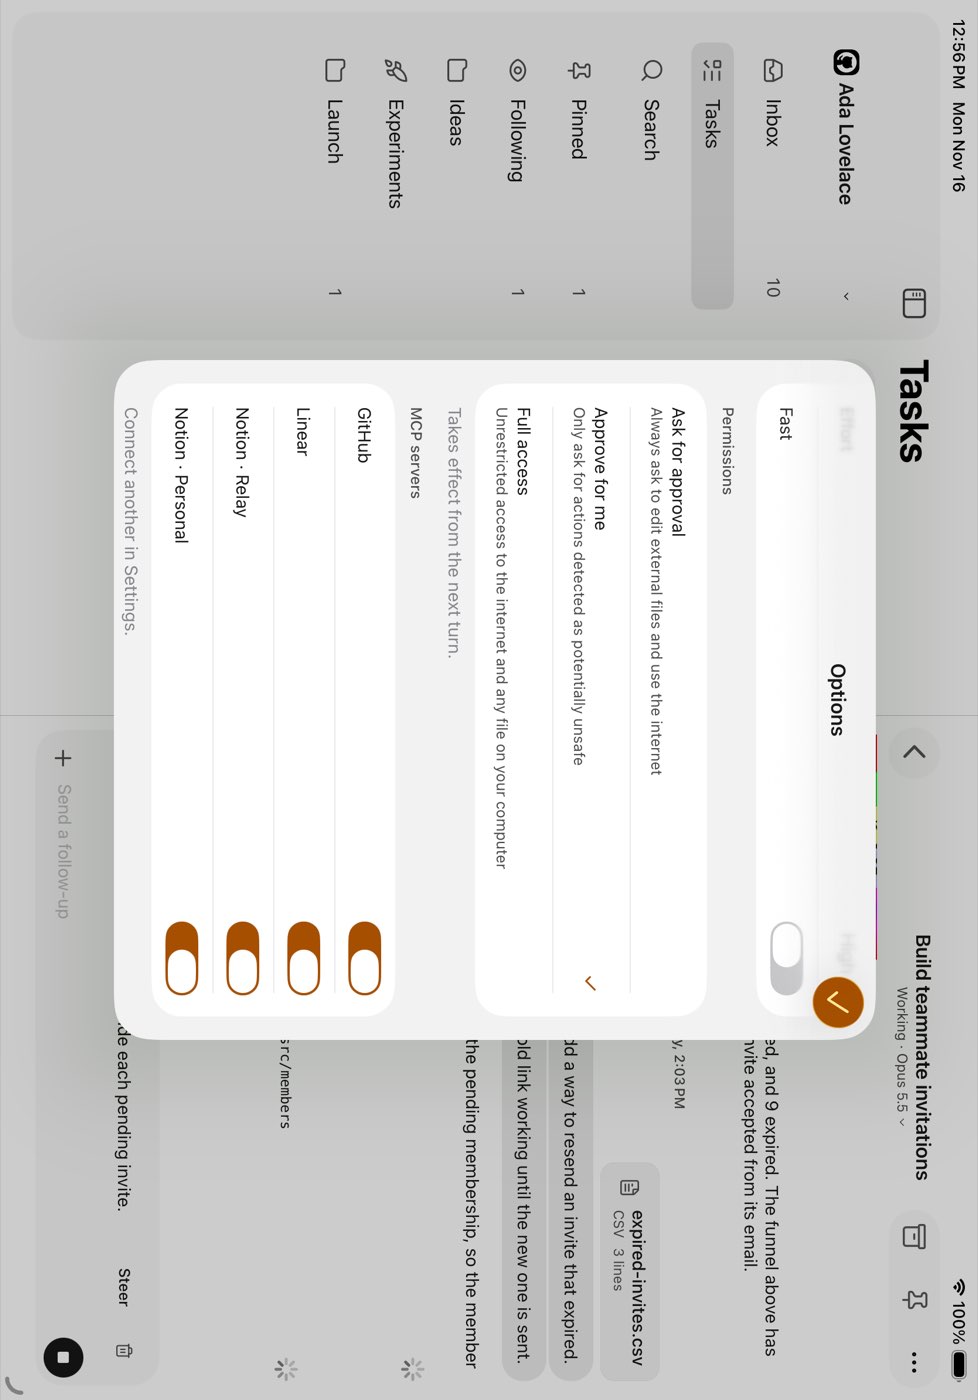 12:56 PM Mon Nov 16
100%
Ada Lovelace
Inbox 10
Tasks
Search
Pinned 1
Following 1
Ideas
Experiments
Launch 1
Tasks
Build teammate invitations
Working · Opus 5.5
Effort High
Options
Fast
Permissions
Ask for approval
Always ask to edit external files and use the internet
Approve for me
Only ask for actions detected as potentially unsafe
Full access
Unrestricted access to the internet and any file on your computer
Takes effect from the next turn.
MCP servers
GitHub
Linear
Notion · Relay
Notion · Personal
Connect another in Settings.
and 9 expired. The funnel above has
accepted from its email.
2:03 PM
expired-invites.csv
CSV 3 lines
a way to resend an invite that expired.
link working until the new one is sent.
the pending membership, so the member
src/members
each pending invite.
Steer
Send a follow-up